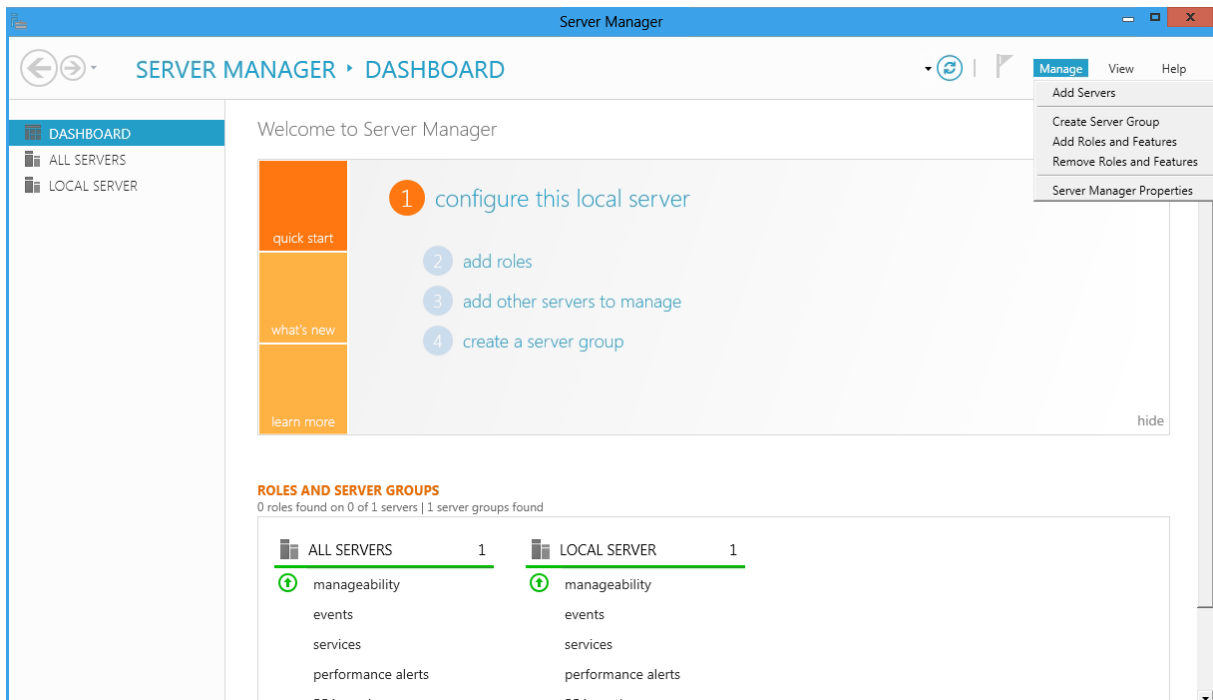 Server Manager
SERVER MANAGER ‣ DASHBOARD
Manage View Help
Add Servers
Create Server Group
Add Roles and Features
Remove Roles and Features
Server Manager Properties
DASHBOARD
ALL SERVERS
LOCAL SERVER
Welcome to Server Manager
quick start
what's new
learn more
1 configure this local server
2 add roles
3 add other servers to manage
4 create a server group
hide
ROLES AND SERVER GROUPS
0 roles found on 0 of 1 servers | 1 server groups found
ALL SERVERS 1
manageability
events
services
performance alerts
LOCAL SERVER 1
manageability
events
services
performance alerts